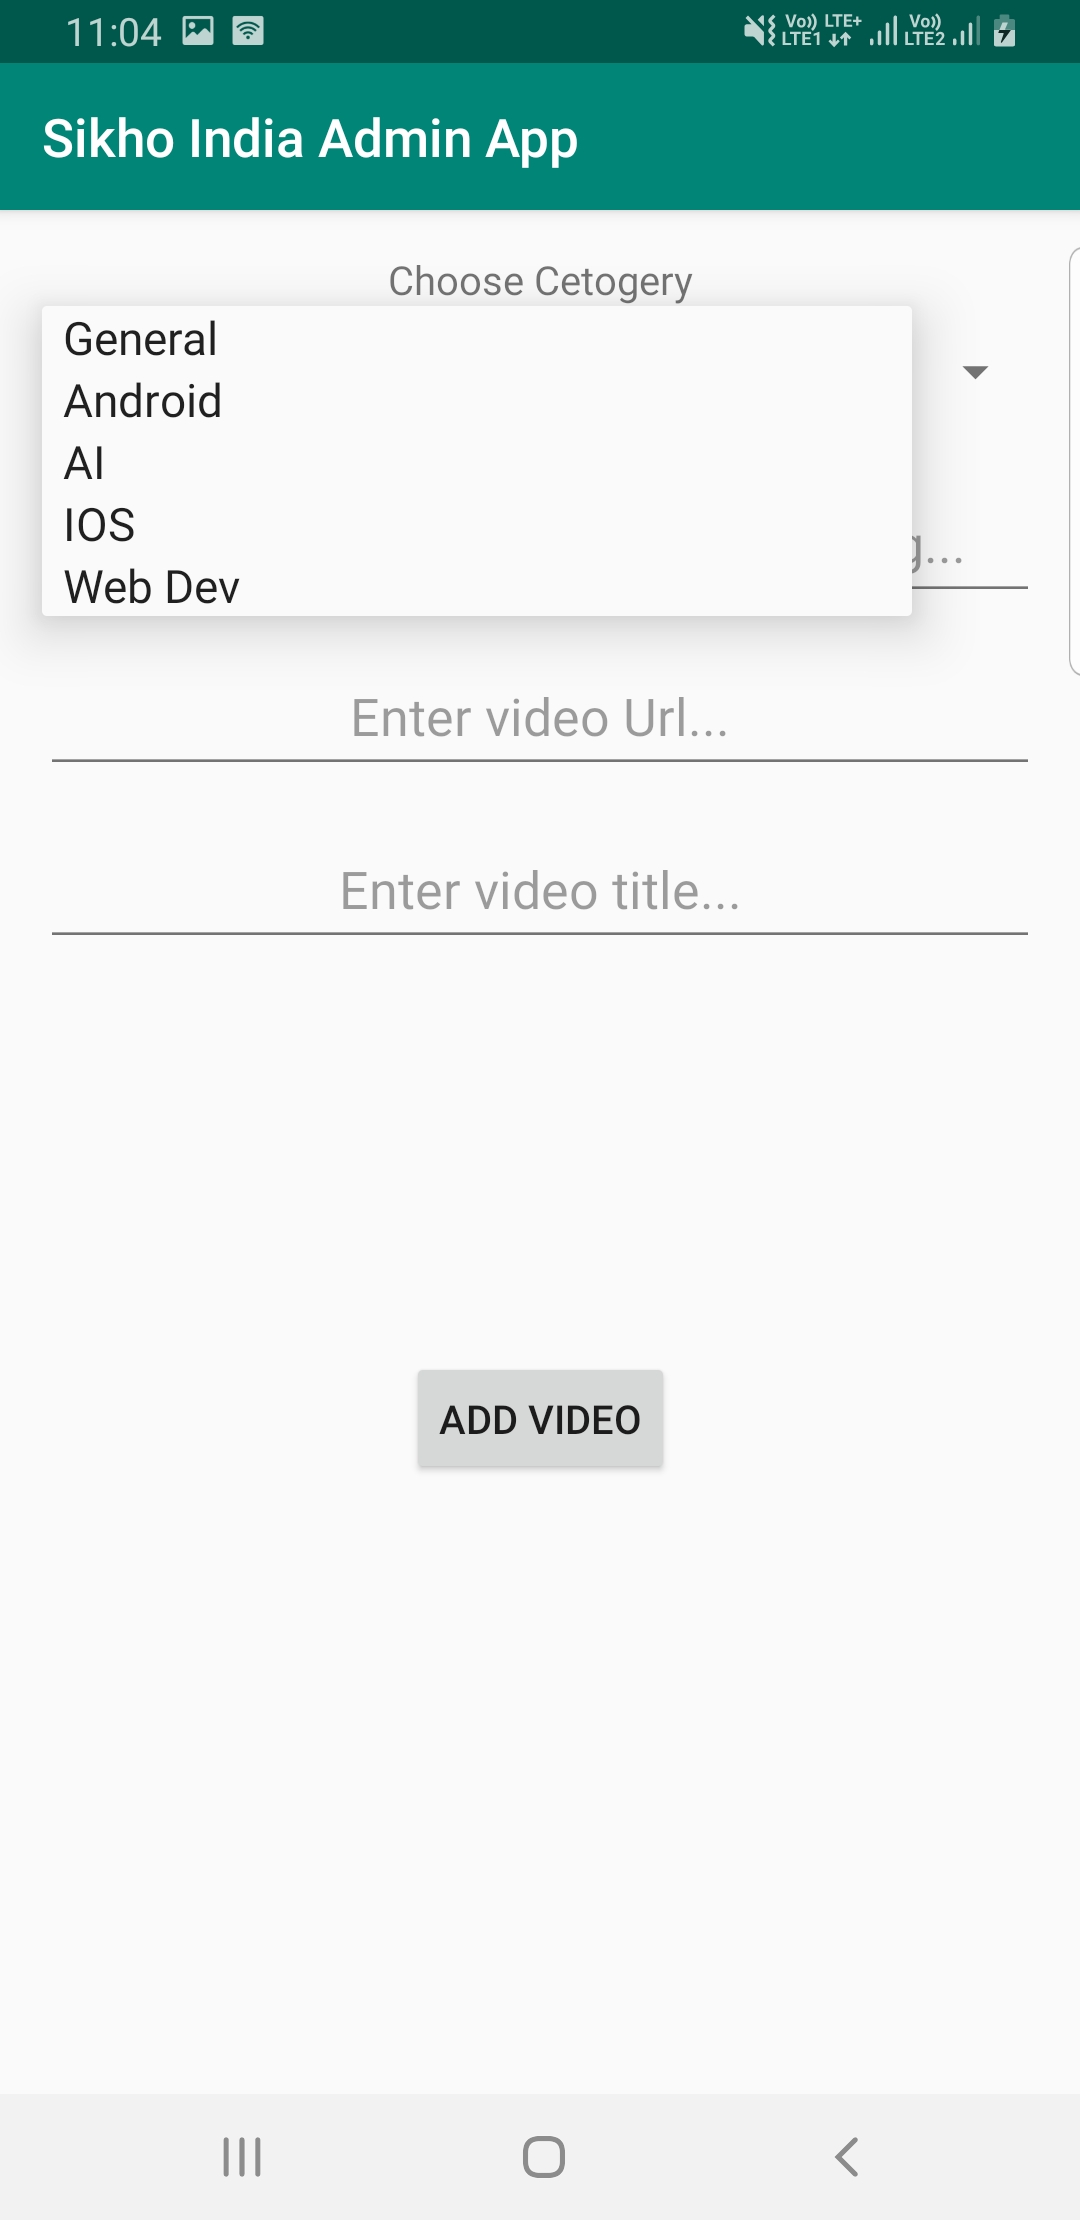 11:04 Vo)) LTE+ Vo))
LTE1 LTE2
Sikho India Admin App
Choose Cetogery
General
Android
AI
IOS
Web Dev
g...
Enter video Url...
Enter video title...
ADD VIDEO